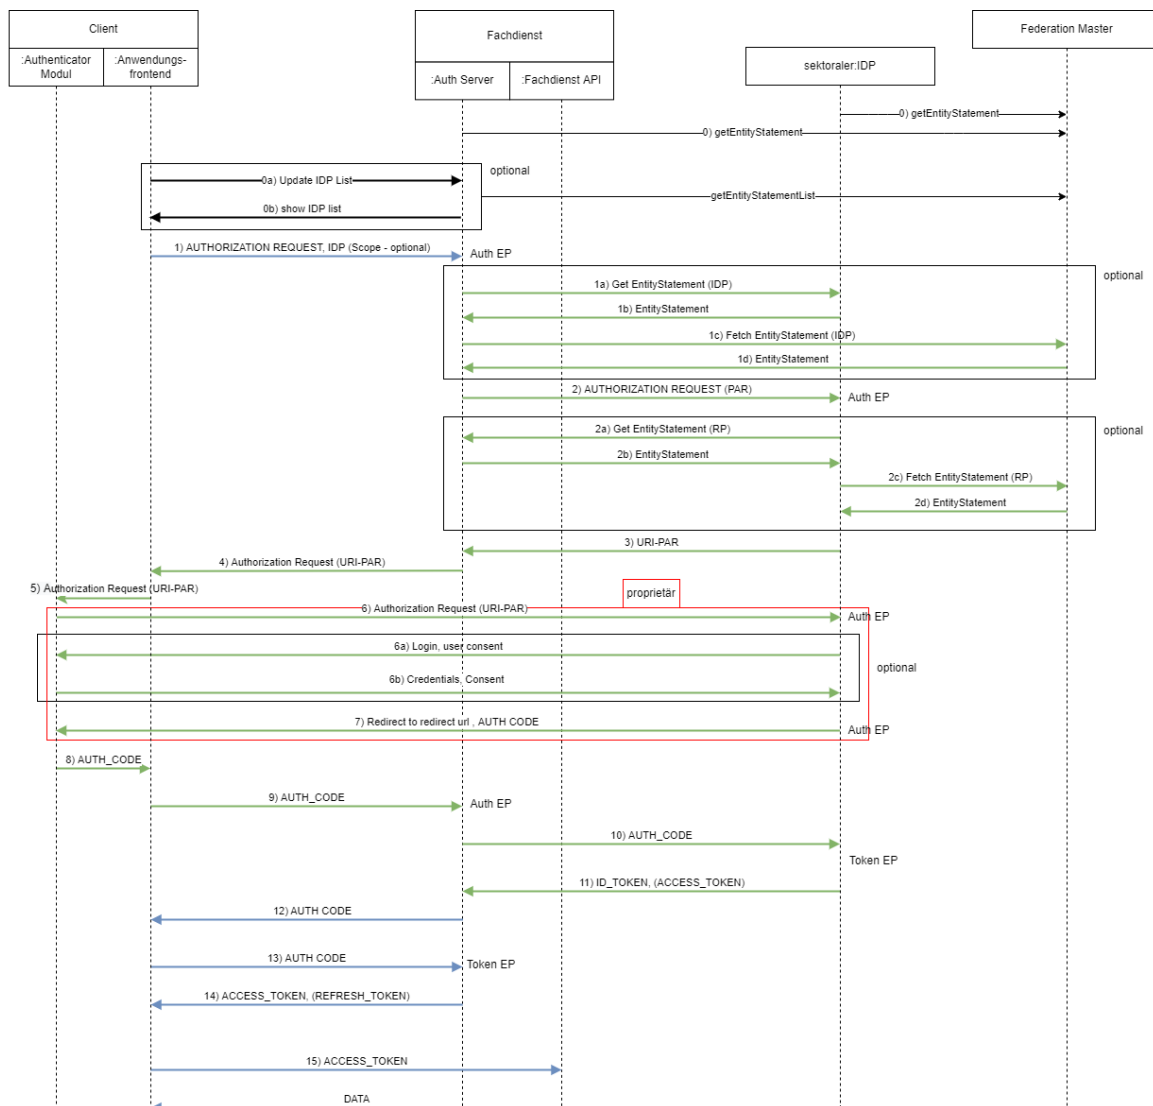 Client
Fachdienst
Federation Master
:Authenticator
Modul
:Anwendungs-
frontend
:Auth Server
:Fachdienst API
sektoraler:IDP
0) getEntityStatement
0) getEntityStatement
optional
0a) Update IDP List
getEntityStatementList
0b) show IDP list
1) AUTHORIZATION REQUEST, IDP (Scope - optional)
Auth EP
optional
1a) Get EntityStatement (IDP)
1b) EntityStatement
1c) Fetch EntityStatement (IDP)
1d) EntityStatement
2) AUTHORIZATION REQUEST (PAR)
Auth EP
optional
2a) Get EntityStatement (RP)
2b) EntityStatement
2c) Fetch EntityStatement (RP)
2d) EntityStatement
3) URI-PAR
4) Authorization Request (URI-PAR)
5) Authorization Request (URI-PAR)
proprietär
6) Authorization Request (URI-PAR)
Auth EP
6a) Login, user consent
optional
6b) Credentials, Consent
7) Redirect to redirect url , AUTH CODE
Auth EP
8) AUTH_CODE
9) AUTH_CODE
Auth EP
10) AUTH_CODE
Token EP
11) ID_TOKEN, (ACCESS_TOKEN)
12) AUTH CODE
13) AUTH CODE
Token EP
14) ACCESS_TOKEN, (REFRESH_TOKEN)
15) ACCESS_TOKEN
DATA